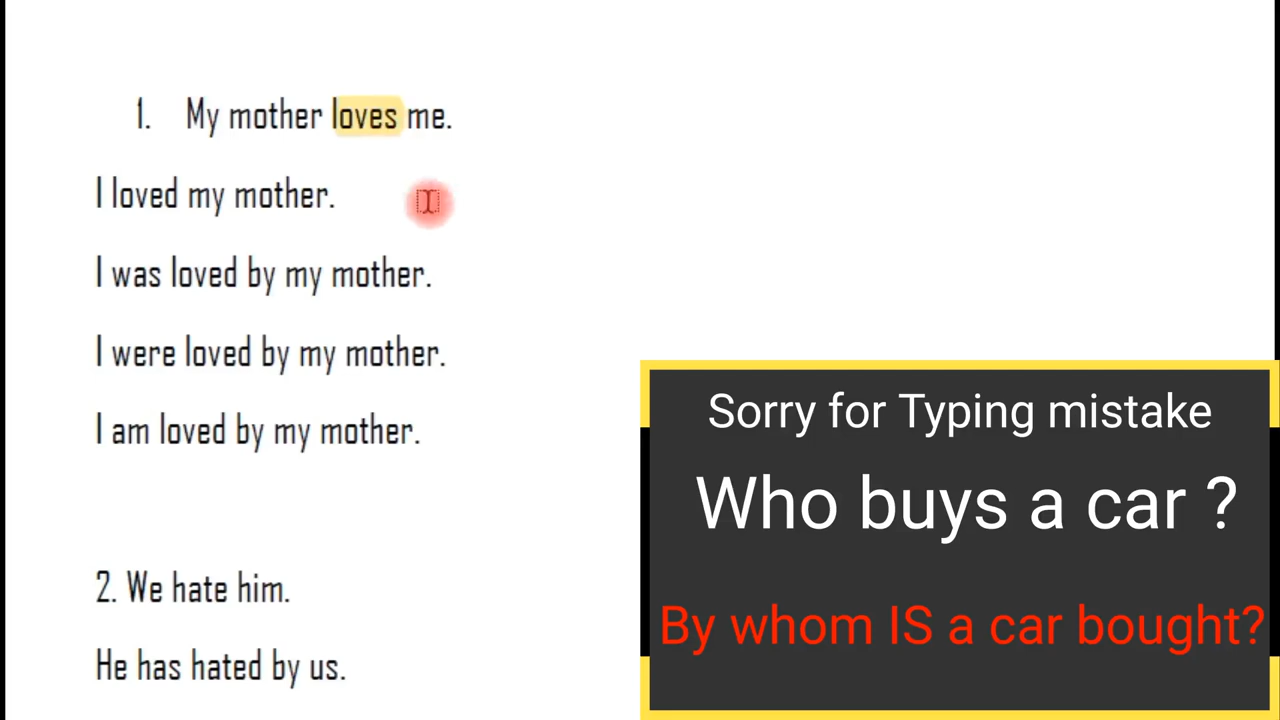 1. My mother loves me.
I loved my mother.
I was loved by my mother.
I were loved by my mother.
I am loved by my mother.
2. We hate him.
He has hated by us.
Sorry for Typing mistake
Who buys a car ?
By whom IS a car bought?